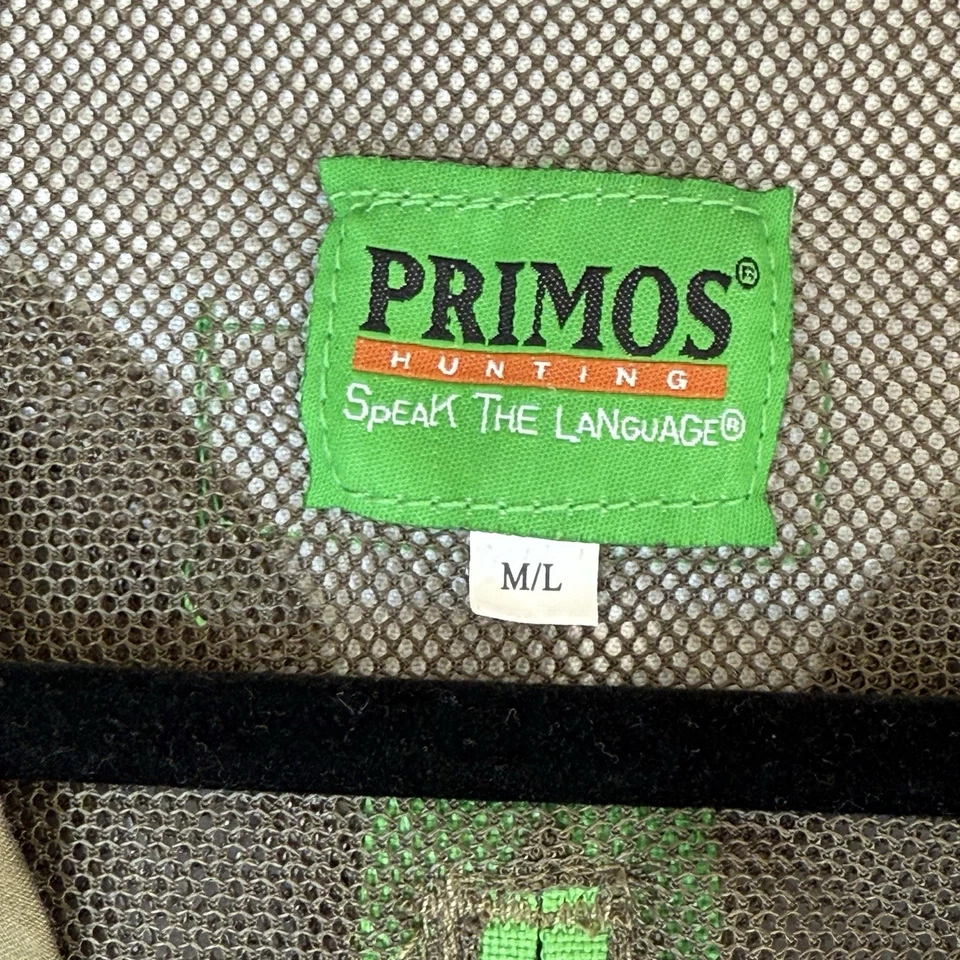 PRIMOS®
HUNTING
SpEAK THE LANGUAGE®
M/L